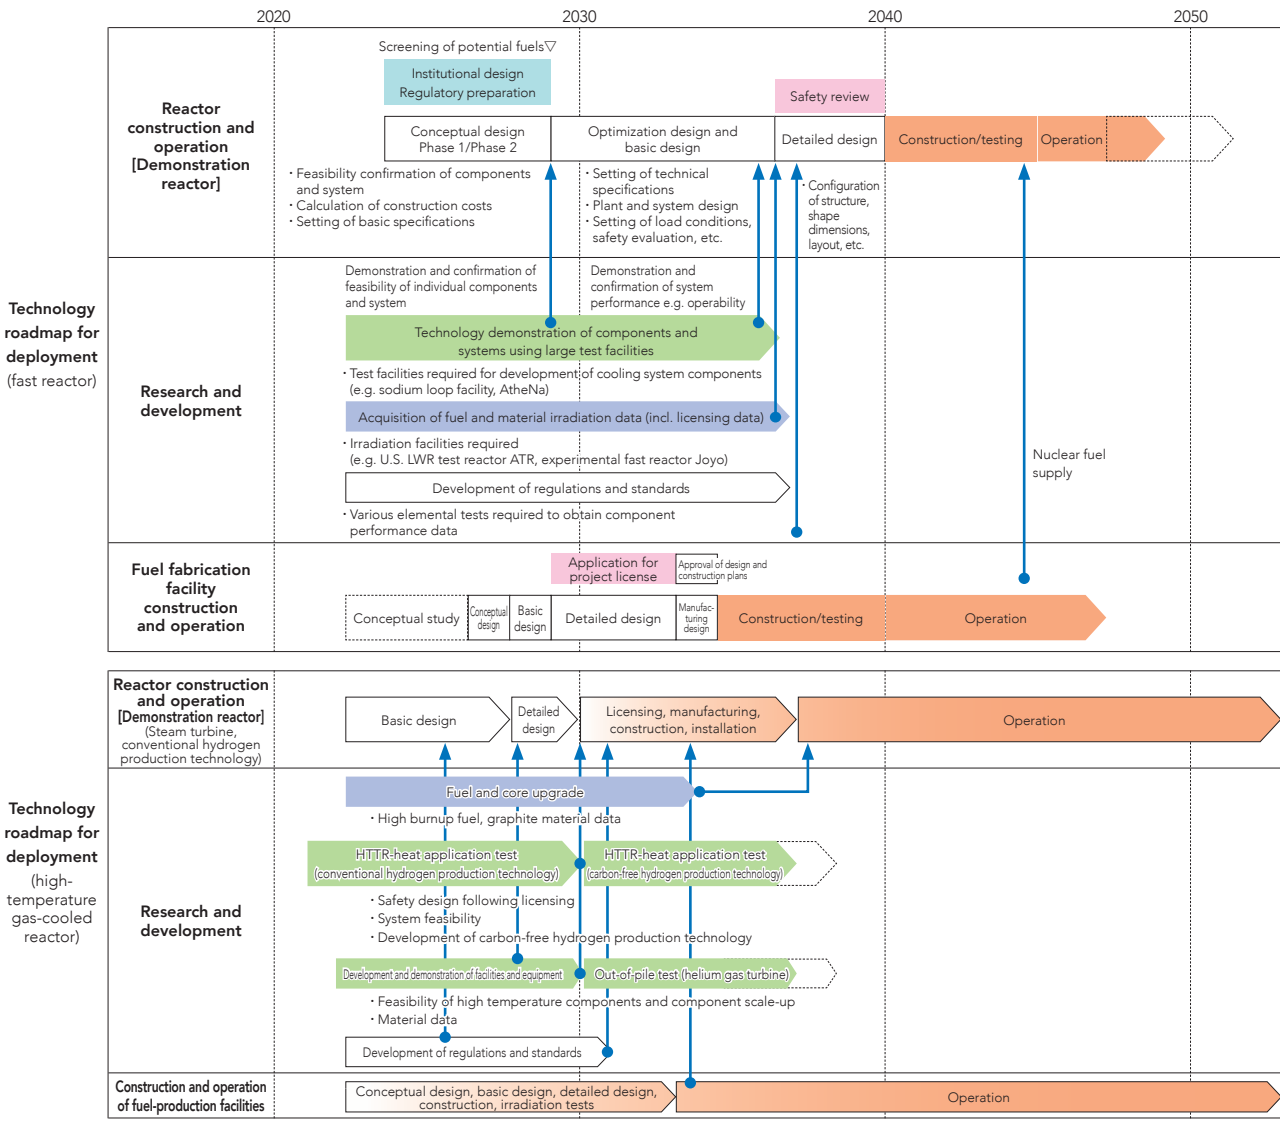 2020
2030
2040
2050
Technology
roadmap for
deployment
(fast reactor)
Reactor
construction and
operation
[Demonstration
reactor]
Screening of potential fuels▽
Institutional design
Regulatory preparation
Safety review
Conceptual design
Phase 1/Phase 2
Optimization design and
basic design
Detailed design
Construction/testing
Operation
・Feasibility confirmation of components
and system
・Calculation of construction costs
・Setting of basic specifications
・Setting of technical
specifications
・Plant and system design
・Setting of load conditions,
safety evaluation, etc.
・Configuration
of structure,
shape
dimensions,
layout, etc.
Research and
development
Demonstration and confirmation of
feasibility of individual components
and system
Demonstration and
confirmation of system
performance e.g. operability
Technology demonstration of components and
systems using large test facilities
・Test facilities required for development of cooling system components
(e.g. sodium loop facility, AtheNa)
Acquisition of fuel and material irradiation data (incl. licensing data)
・Irradiation facilities required
(e.g. U.S. LWR test reactor ATR, experimental fast reactor Joyo)
Development of regulations and standards
・Various elemental tests required to obtain component
performance data
Nuclear fuel
supply
Fuel fabrication
facility
construction
and operation
Application for
project license
Approval of design and
construction plans
Conceptual study
Conceptual
design
Basic
design
Detailed design
Manufac-
turing
design
Construction/testing
Operation
Technology
roadmap for
deployment
(high-
temperature
gas-cooled
reactor)
Reactor construction
and operation
[Demonstration reactor]
(Steam turbine,
conventional hydrogen
production technology)
Basic design
Detailed
design
Licensing, manufacturing,
construction, installation
Operation
Research and
development
Fuel and core upgrade
・High burnup fuel, graphite material data
HTTR-heat application test
(conventional hydrogen production technology)
HTTR-heat application test
(carbon-free hydrogen production technology)
・Safety design following licensing
・System feasibility
・Development of carbon-free hydrogen production technology
Development and demonstration of facilities and equipment
Out-of-pile test (helium gas turbine)
・Feasibility of high temperature components and component scale-up
・Material data
Development of regulations and standards
Construction and operation
of fuel-production facilities
Conceptual design, basic design, detailed design,
construction, irradiation tests
Operation